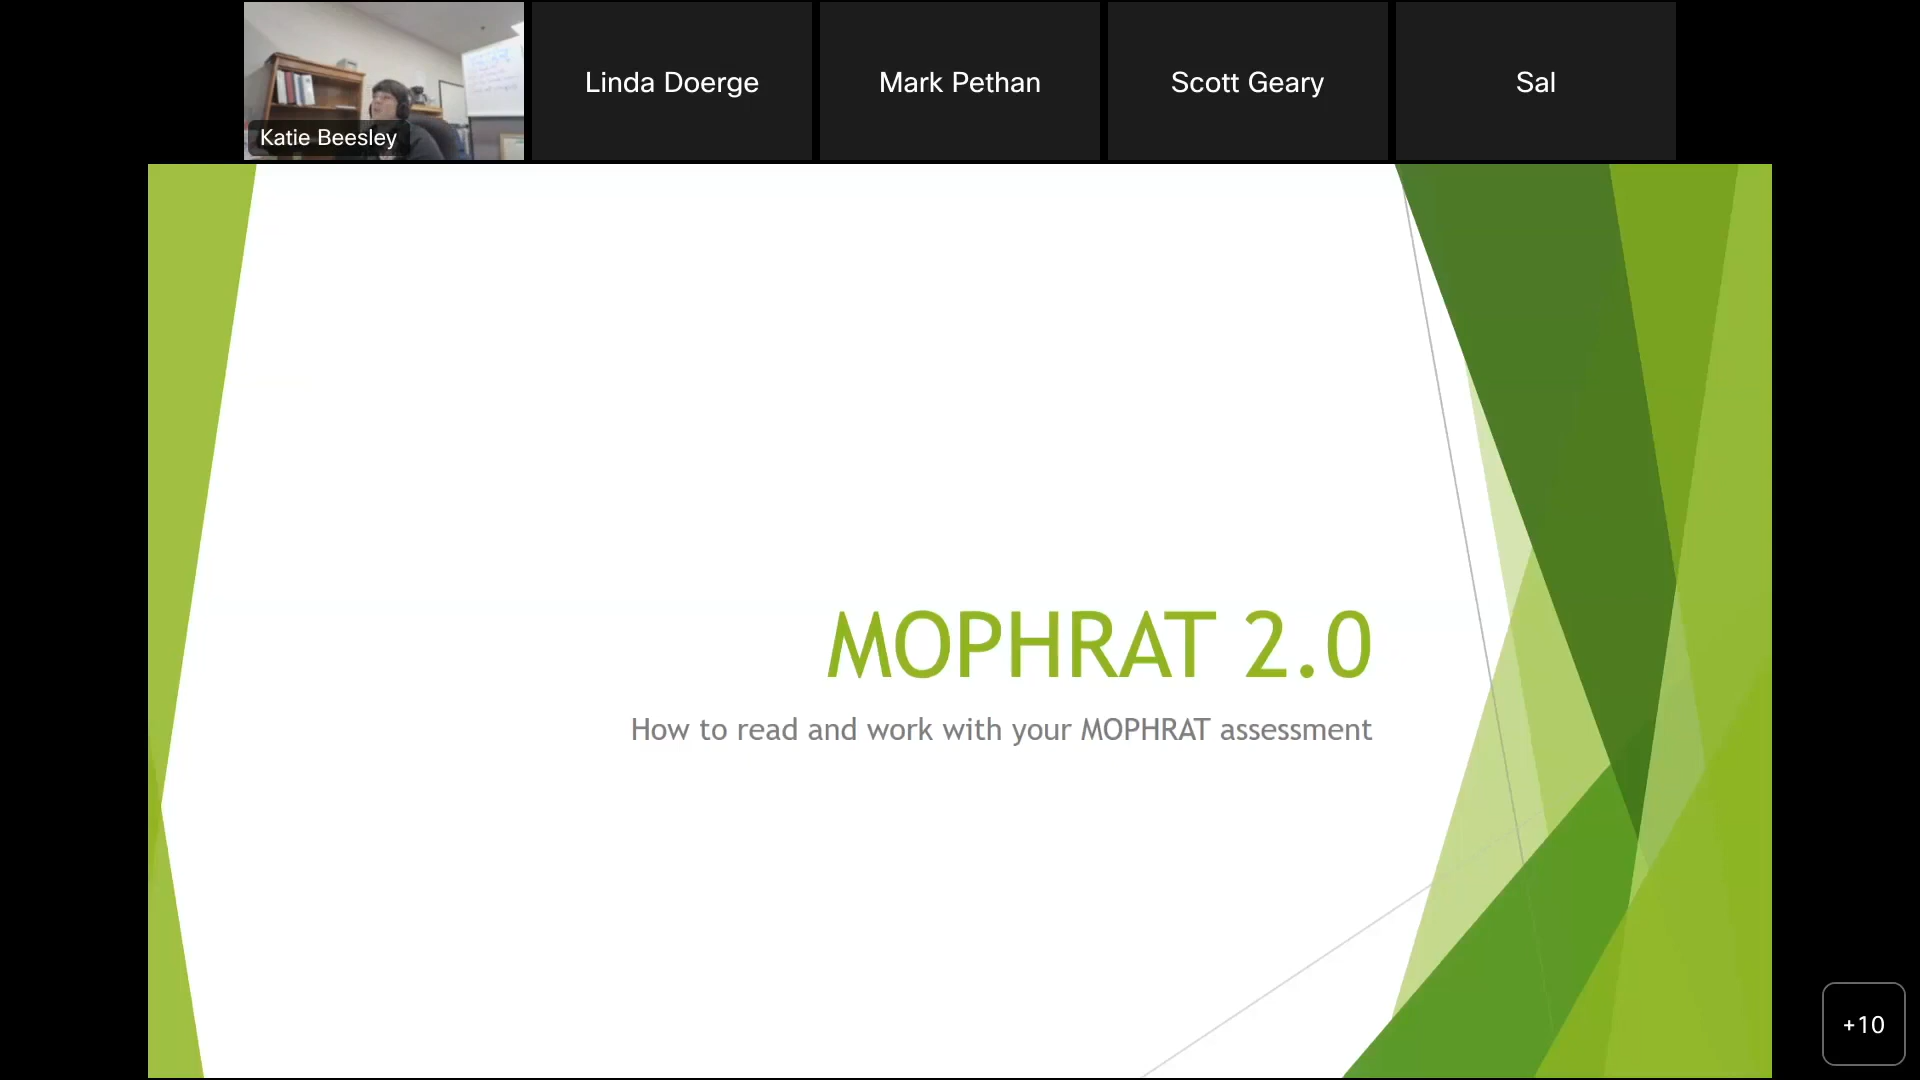 Katie Beesley
Linda Doerge
Mark Pethan
Scott Geary
Sal
MOPHRAT 2.0
How to read and work with your MOPHRAT assessment
+10